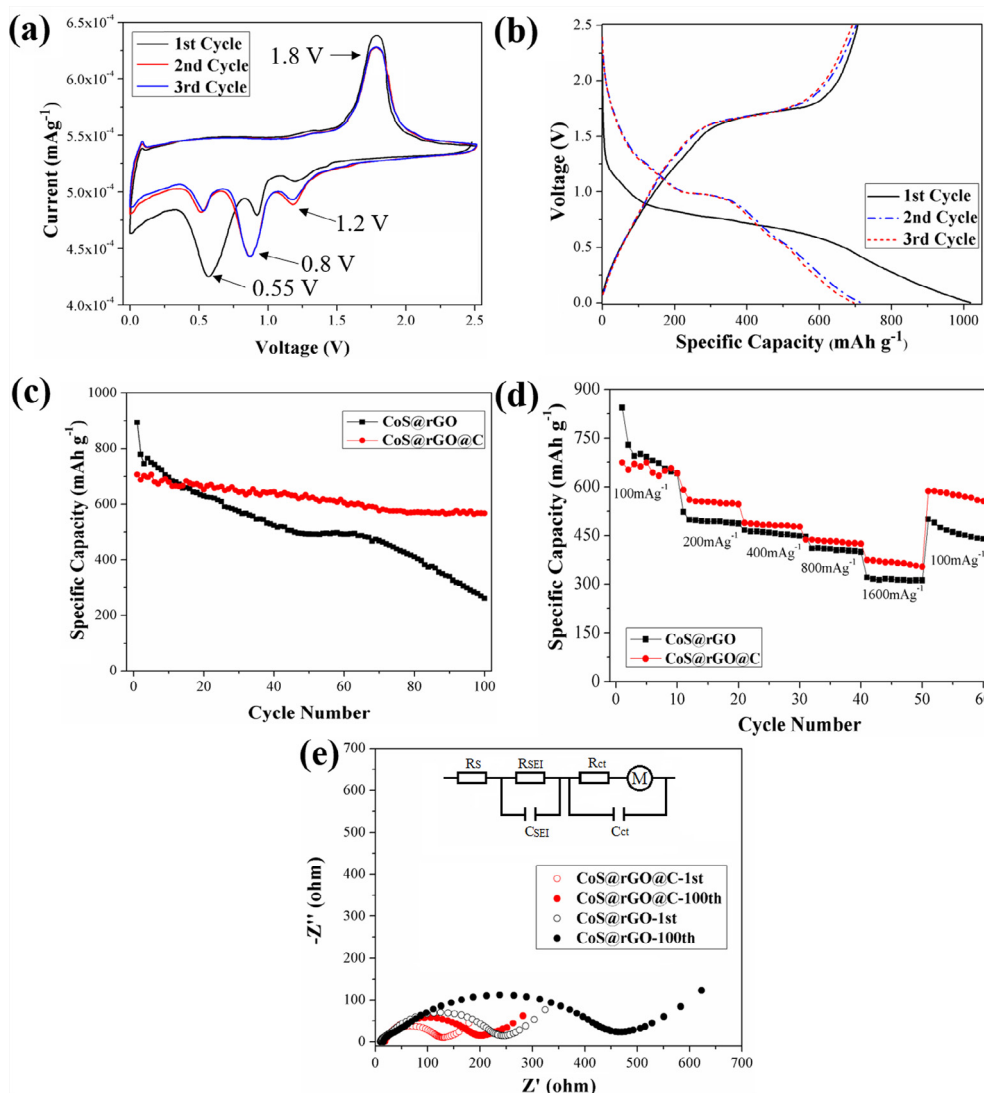 (a)
1st Cycle
2nd Cycle
3rd Cycle
1.8 V
1.2 V
0.8 V
0.55 V
Current (mAg⁻¹)
6.5x10⁻⁴
6.0x10⁻⁴
5.5x10⁻⁴
5.0x10⁻⁴
4.5x10⁻⁴
4.0x10⁻⁴
0.0 0.5 1.0 1.5 2.0 2.5
Voltage (V)
(b)
Voltage (V)
2.5
2.0
1.5
1.0
0.5
0.0
1st Cycle
2nd Cycle
3rd Cycle
0 200 400 600 800 1000
Specific Capacity (mAh g⁻¹)
(c)
Specific Capacity (mAh g⁻¹)
1000
800
600
400
200
0
CoS@rGO
CoS@rGO@C
0 20 40 60 80 100
Cycle Number
(d)
Specific Capacity (mAh g⁻¹)
900
750
600
450
300
150
0
100mAg⁻¹
200mAg⁻¹
400mAg⁻¹
800mAg⁻¹
1600mAg⁻¹
100mAg⁻¹
CoS@rGO
CoS@rGO@C
0 10 20 30 40 50 60
Cycle Number
(e)
-Z'' (ohm)
700
600
500
400
300
200
100
0
RS RSEI Rct
M
CSEI Cct
CoS@rGO@C-1st
CoS@rGO@C-100th
CoS@rGO-1st
CoS@rGO-100th
0 100 200 300 400 500 600 700
Z' (ohm)